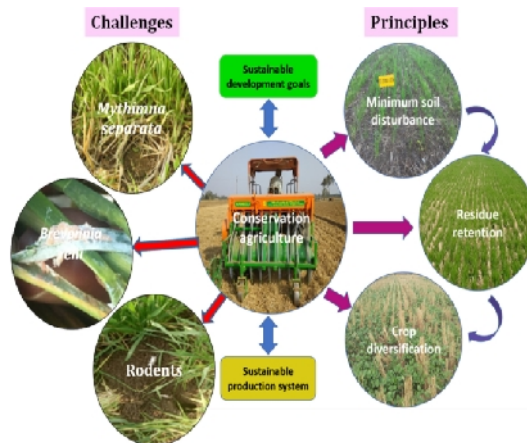 Challenges
Principles
Sustainable
development goals
Mythimna
separata
Minimum soil
disturbance
Conservation
agriculture
Residue
retention
Crop
diversification
Rodents
Sustainable
production system